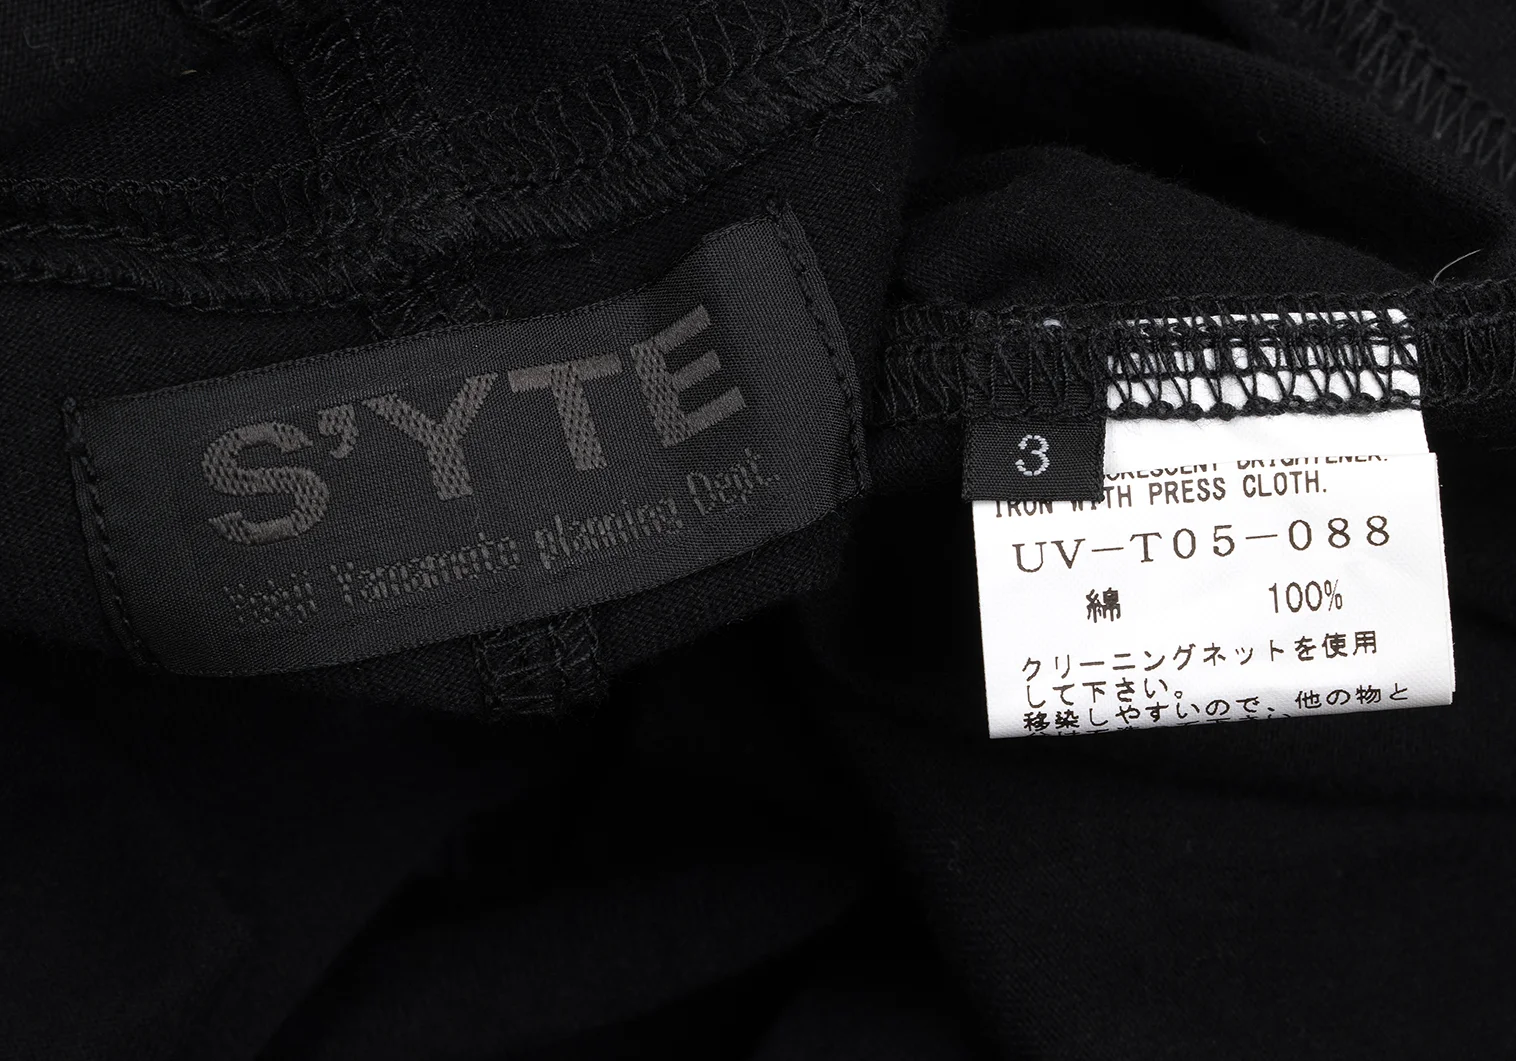 S'YTE
Yohji Yamamoto planning Dept.
3
BRIGHTENER.
IRON WITH PRESS CLOTH.
UV-T05-088
綿 100%
クリーニングネットを使用
して下さい。
移染しやすいので、他の物と